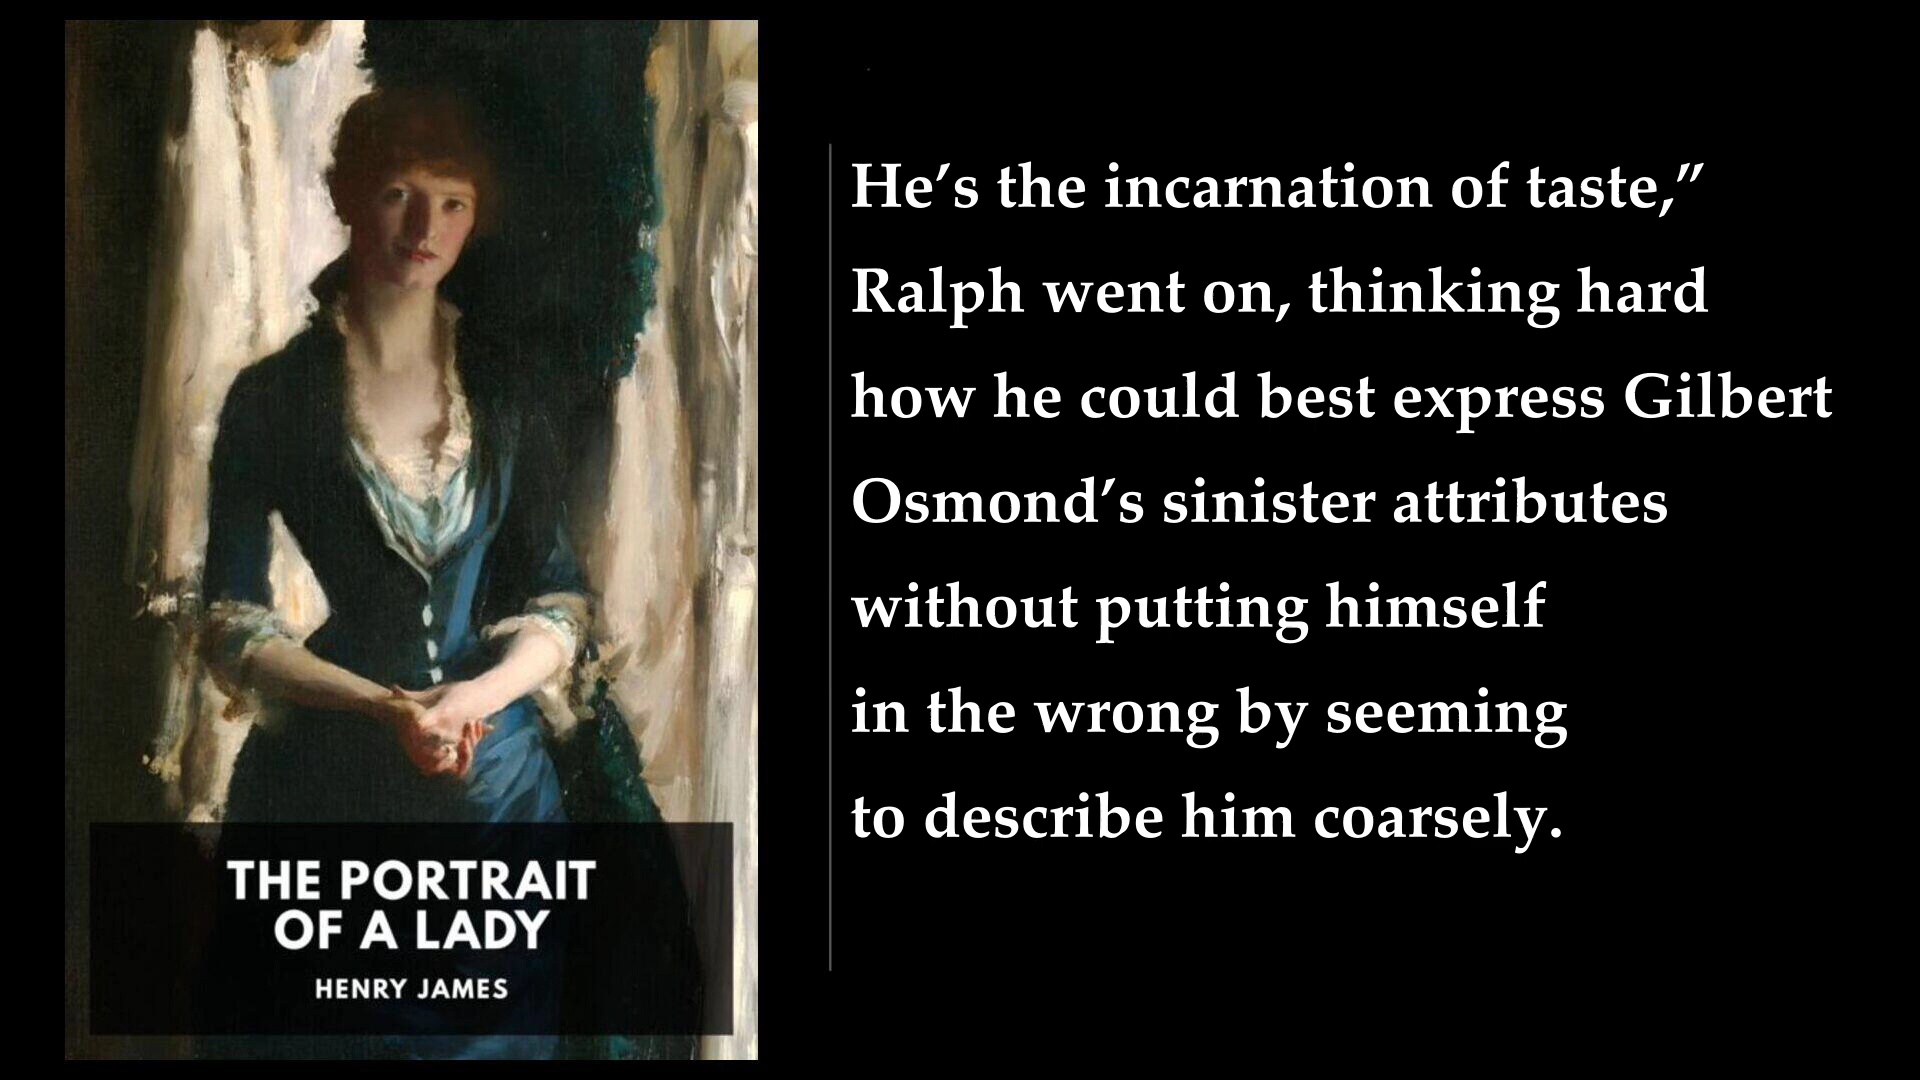 He’s the incarnation of taste,”
Ralph went on, thinking hard
how he could best express Gilbert
Osmond’s sinister attributes
without putting himself
in the wrong by seeming
to describe him coarsely.
THE PORTRAIT
OF A LADY
HENRY JAMES